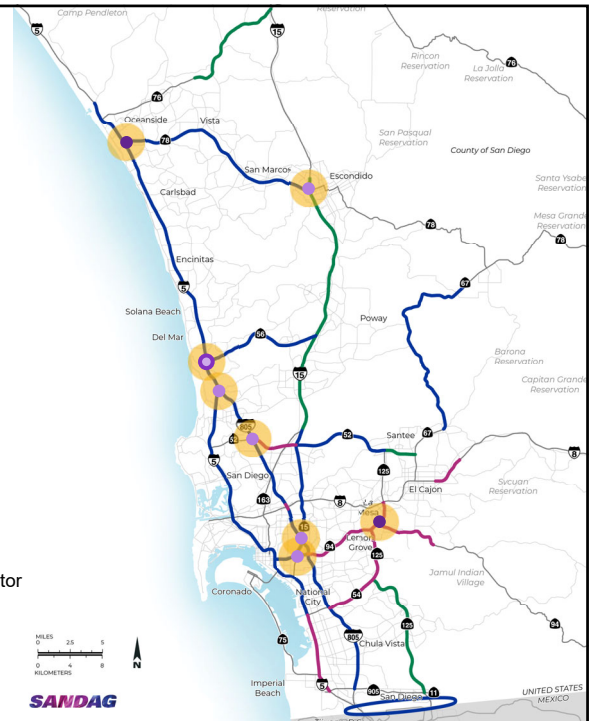 Camp Pendleton
Reservation
5
15
Rincon
Reservation
76
La Jolla
Reservation
76
Oceanside
Vista
78
San Pasqual
Reservation
County of San Diego
San Marcos
Escondido
Santa Ysabel
Reservation
Carlsbad
Mesa Grande
Reservation
78
78
Encinitas
5
67
Solana Beach
Poway
Del Mar
56
Barona
Reservation
15
Capitan Grande
Reservation
805
52
52
Santee
67
125
8
5
San Diego
El Cajon
Sycuan
Reservation
163
8
La
Mesa
15
94
Lemon
Grove
125
Jamul Indian
Village
tor
Coronado
National
City
54
125
94
75
805
Chula Vista
MILES
0 2.5 5
0 4 8
KILOMETERS
N
Imperial
Beach
5
905
San Diego
11
UNITED STATES
MEXICO
SANDAG